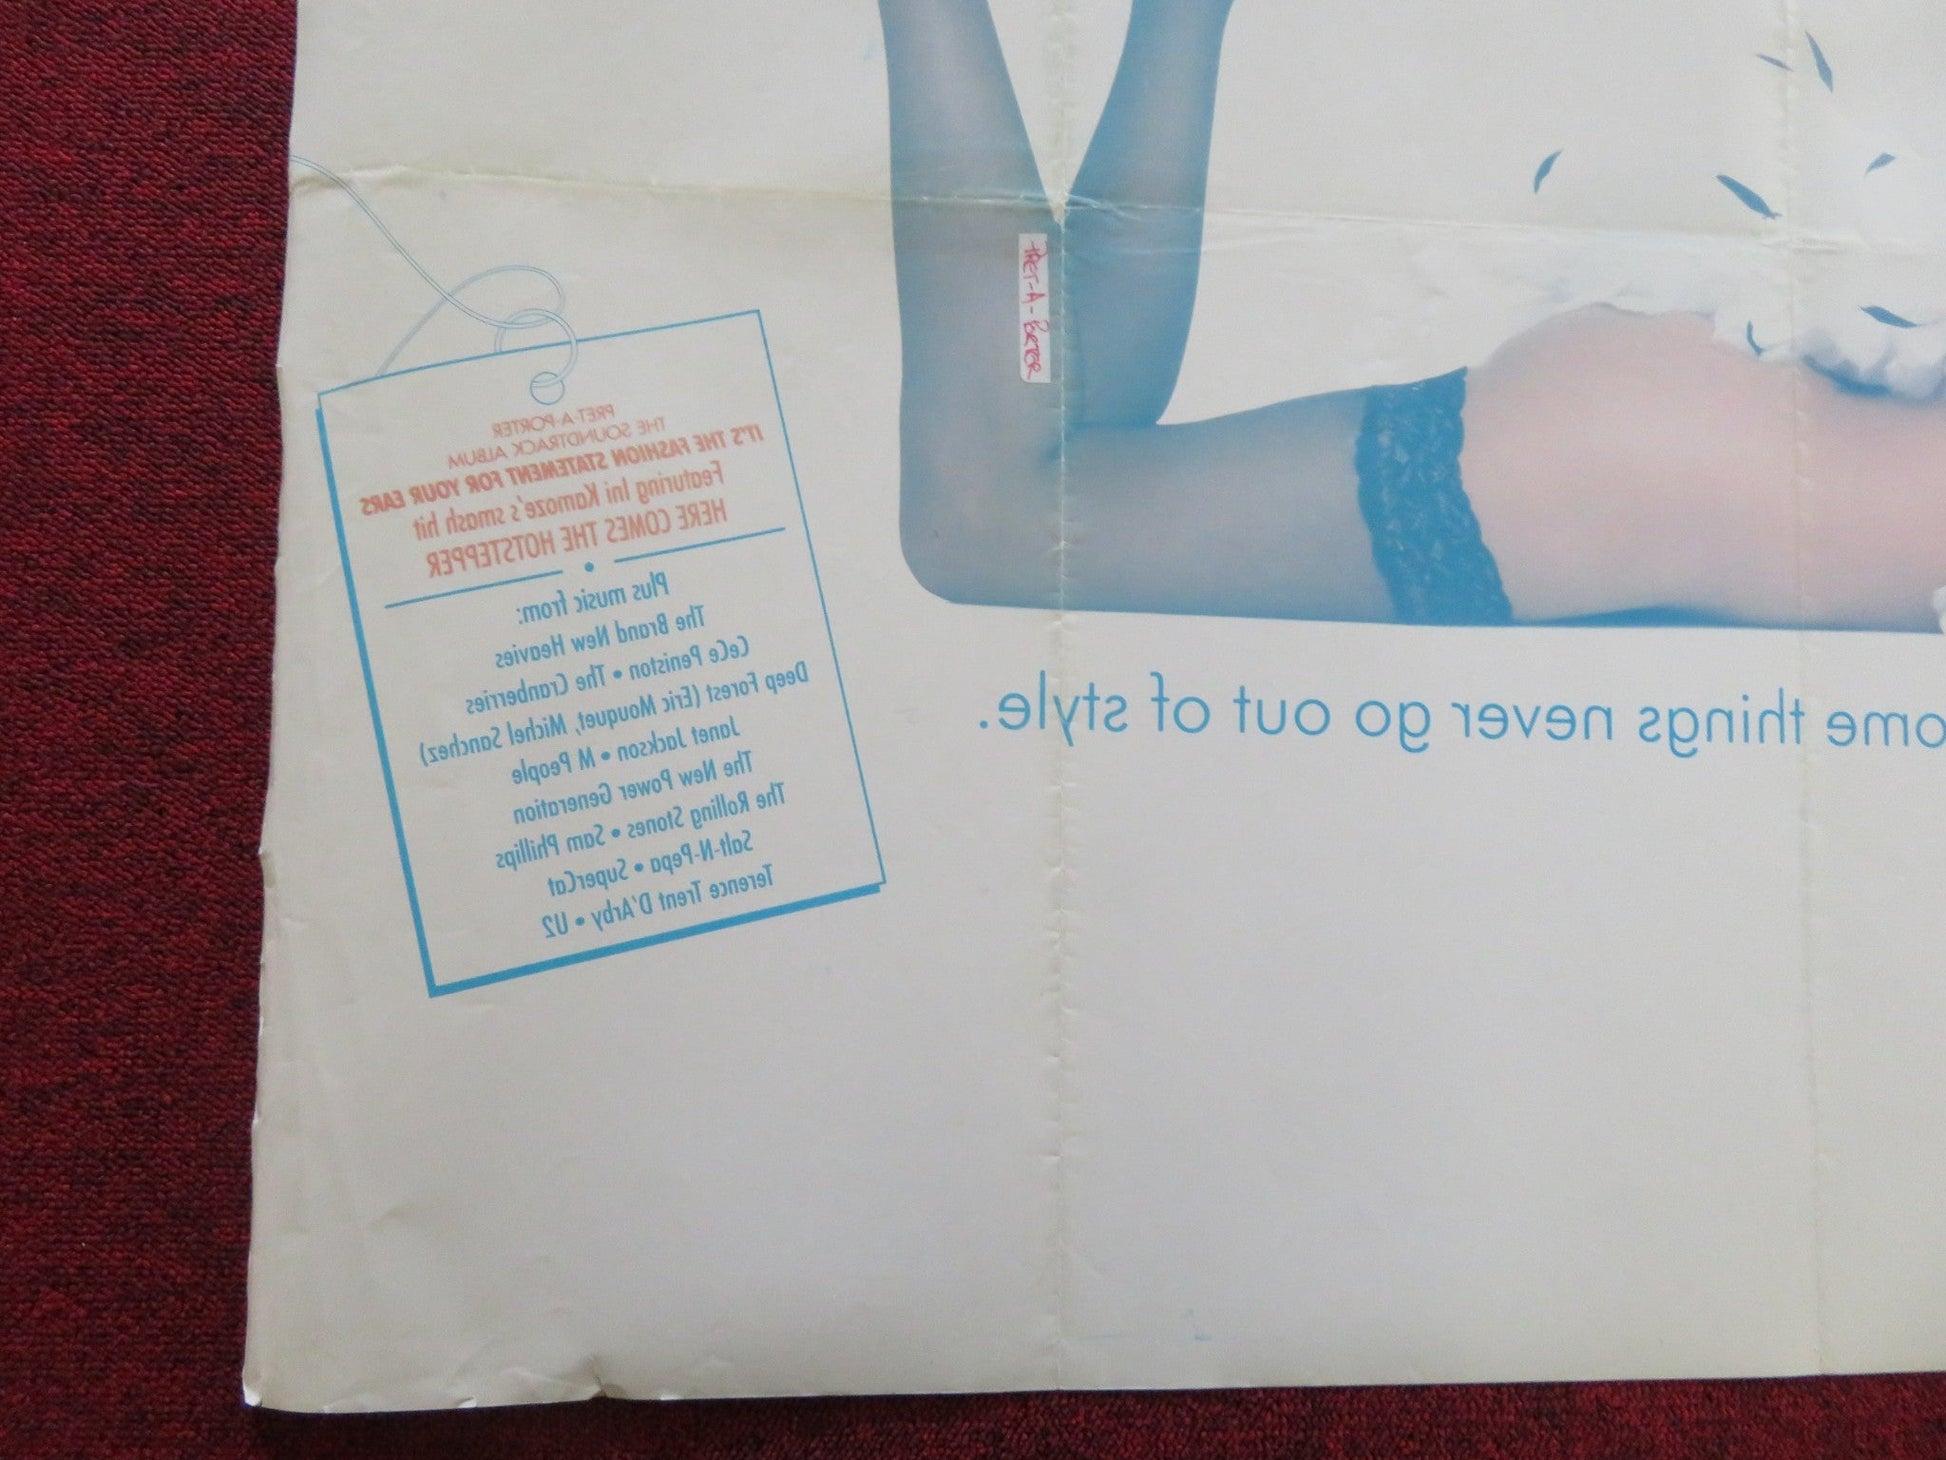 PRET-A-PORTER
PRET-A-PORTER
THE SOUNDTRACK ALBUM
IT'S THE FASHION STATEMENT FOR YOUR EARS
Featuring Ini Kamoze's smash hit
HERE COMES THE HOTSTEPPER
Plus music from:
The Brand New Heavies
CeCe Peniston • The Cranberries
Deep Forest (Eric Mouquet, Michel Sanchez)
Janet Jackson • M People
The New Power Generation
The Rolling Stones • Sam Phillips
Salt-N-Pepa • SuperCat
Terence Trent D'Arby • U2
ome things never go out of style.